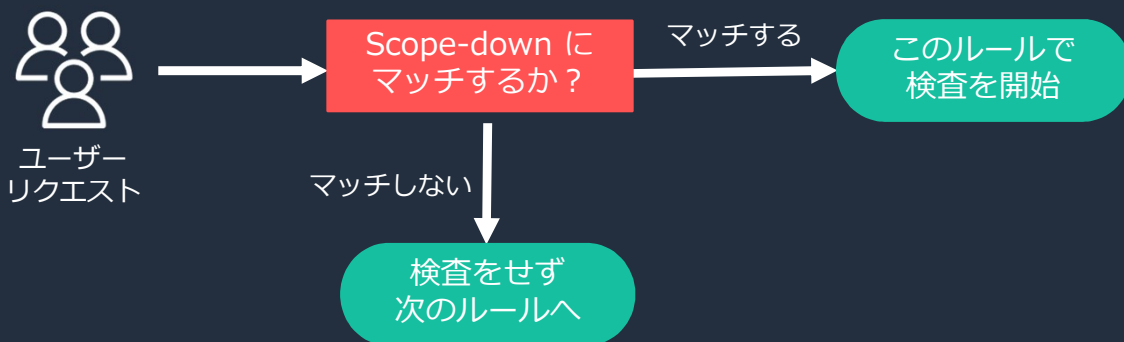 ユーザー
リクエスト
Scope-down に
マッチするか？
マッチする
このルールで
検査を開始
マッチしない
検査をせず
次のルールへ